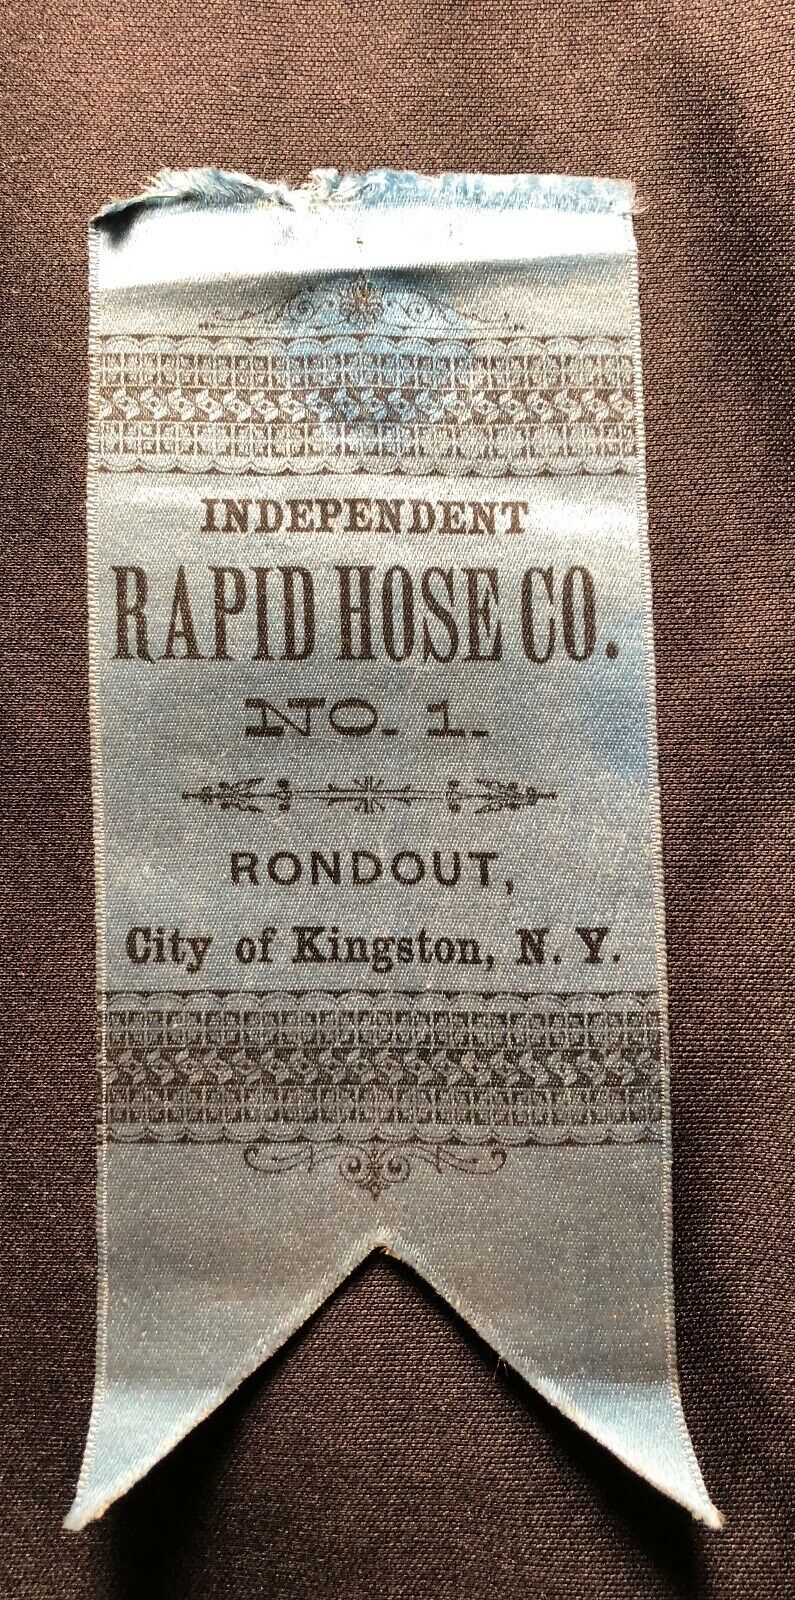 INDEPENDENT
RAPID HOSE CO.
NO. 1.
RONDOUT,
City of Kingston, N. Y.